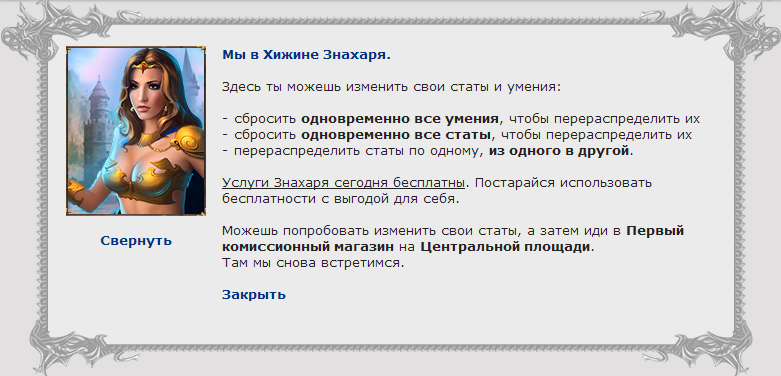 Мы в Хижине Знахаря.
Здесь ты можешь изменить свои статы и умения:
- сбросить одновременно все умения, чтобы перераспределить их
- сбросить одновременно все статы, чтобы перераспределить их
- перераспределить статы по одному, из одного в другой.
Услуги Знахаря сегодня бесплатны. Постарайся использовать
бесплатности с выгодой для себя.
Можешь попробовать изменить свои статы, а затем иди в Первый
комиссионный магазин на Центральной площади.
Там мы снова встретимся.
Свернуть
Закрыть